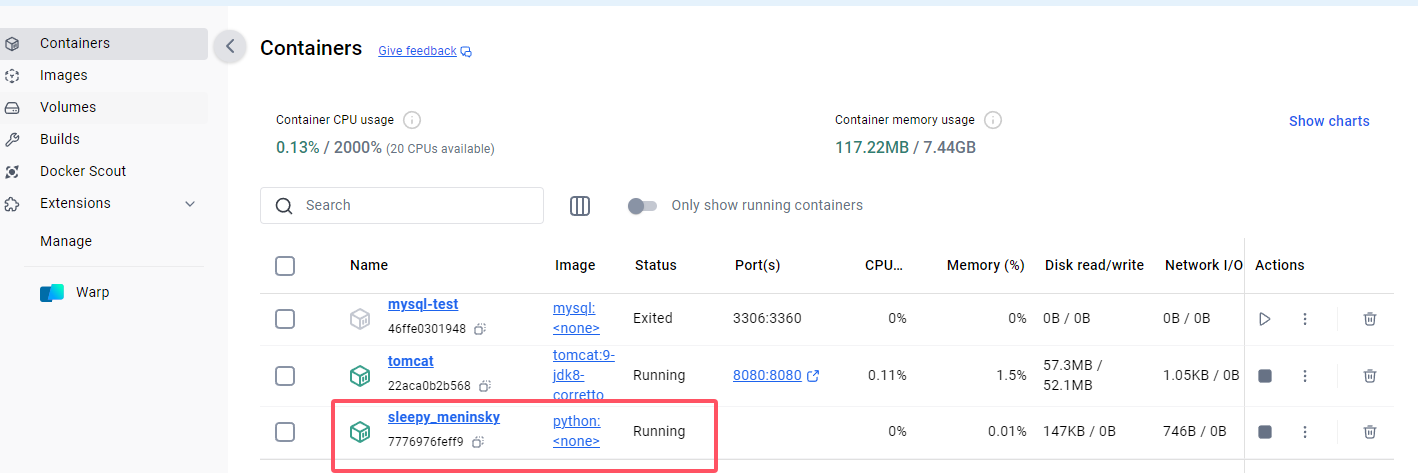 Containers
Images
Volumes
Builds
Docker Scout
Extensions
Manage
Warp
Containers Give feedback
Container CPU usage
0.13% / 2000% (20 CPUs available)
Container memory usage
117.22MB / 7.44GB
Show charts
Search
Only show running containers
Name Image Status Port(s) CPU... Memory (%) Disk read/write Network I/O Actions
mysql-test
46ffe0301948
mysql:
<none>
Exited 3306:3360 0% 0% 0B / 0B 0B / 0B
tomcat
22aca0b2b568
tomcat:9-
jdk8-
corretto
Running 8080:8080 0.11% 1.5%
57.3MB /
52.1MB
1.05KB / 0B
sleepy_meninsky
7776976feff9
python:
<none>
Running 0% 0.01% 147KB / 0B 746B / 0B